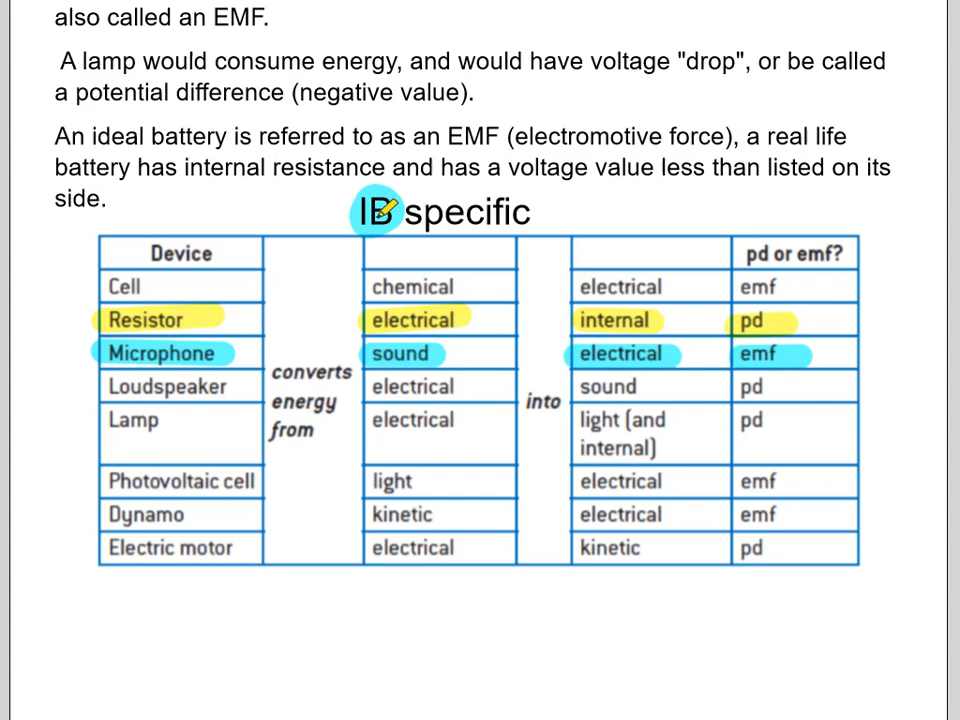 also called an EMF.
A lamp would consume energy, and would have voltage "drop", or be called
a potential difference (negative value).
An ideal battery is referred to as an EMF (electromotive force), a real life
battery has internal resistance and has a voltage value less than listed on its
side.
IB specific
Device pd or emf?
Cell chemical electrical emf
Resistor electrical internal pd
Microphone sound electrical emf
converts
Loudspeaker electrical sound pd
energy into
Lamp electrical light (and pd
from
internal)
Photovoltaic cell light electrical emf
Dynamo kinetic electrical emf
Electric motor electrical kinetic pd